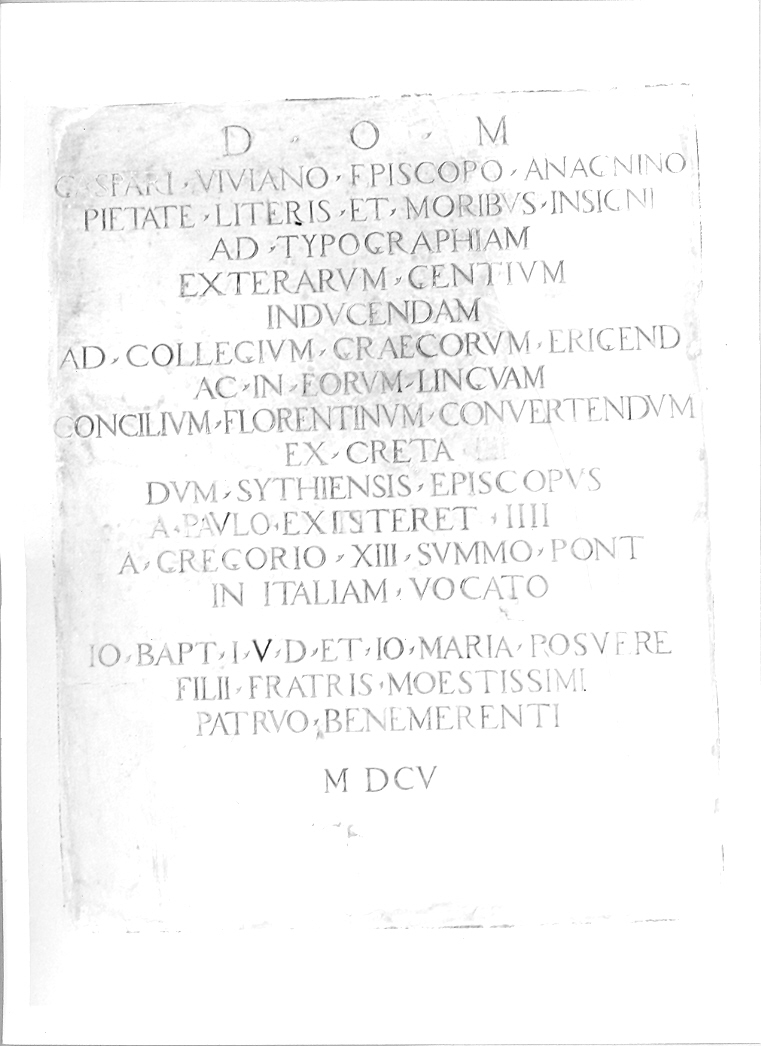 D · O · M
GASPARI · VIVIANO · EPISCOPO · ANAGNINO
PIETATE · LITERIS · ET · MORIBVS · INSIGNI
AD · TYPOGRAPHIAM
EXTERARVM · GENTIVM
INDVCENDAM
AD · COLLEGIVM · GRAECORVM · ERIGEND
AC · IN · EORVM · LINGVAM
CONCILIVM · FLORENTINVM · CONVERTENDVM
EX · CRETA
DVM · SYTHIENSIS · EPISCOPVS
A · PAVLO · EXISTERET · IIII
A · GREGORIO · XIII · SVMMO · PONT
IN ITALIAM · VOCATO
IO · BAPT · I · V · D · ET · IO · MARIA · POSVERE
FILII · FRATRIS · MOESTISSIMI
PATRVO · BENEMERENTI
M DCV